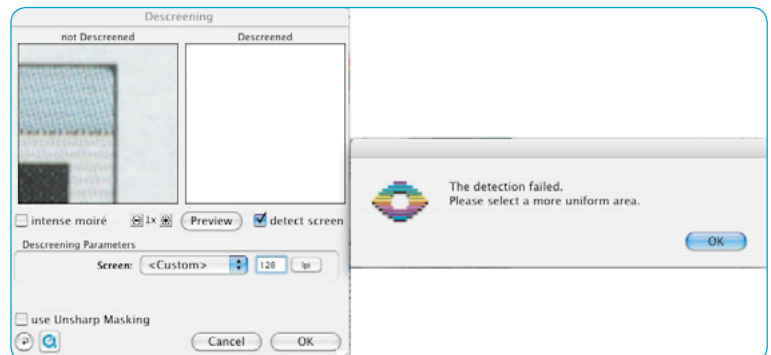 Descreening
not Descreened
Descreened
intense moiré
1x
Preview
detect screen
Descreening Parameters
Screen:
<Custom>
128
lpi
use Unsharp Masking
Cancel
OK
The detection failed.
Please select a more uniform area.
OK